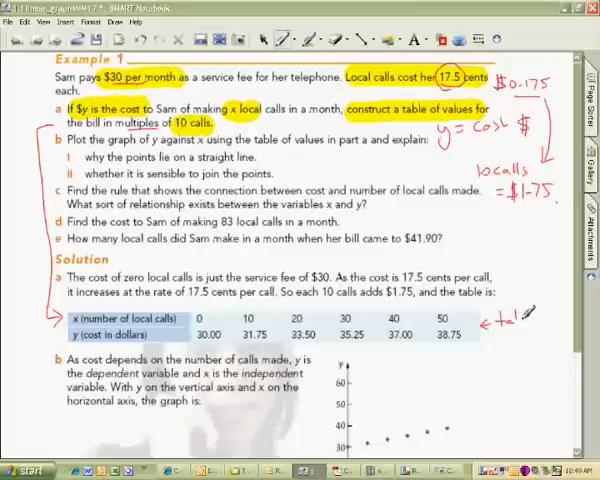 1.1linear_graphWM17 * - SMART Notebook
File Edit View Insert Format Draw Help
Example 1
Sam pays $30 per month as a service fee for her telephone. Local calls cost her 17.5 cents
each.
$0.175
a If $y is the cost to Sam of making x local calls in a month, construct a table of values for
the bill in multiples of 10 calls.
y = cost $
b Plot the graph of y against x using the table of values in part a and explain:
i why the points lie on a straight line.
ii whether it is sensible to join the points.
10calls
= $1.75.
c Find the rule that shows the connection between cost and number of local calls made.
What sort of relationship exists between the variables x and y?
d Find the cost to Sam of making 83 local calls in a month.
e How many local calls did Sam make in a month when her bill came to $41.90?
Solution
a The cost of zero local calls is just the service fee of $30. As the cost is 17.5 cents per call,
it increases at the rate of 17.5 cents per call. So each 10 calls adds $1.75, and the table is:
x (number of local calls) 0 10 20 30 40 50
y (cost in dollars) 30.00 31.75 33.50 35.25 37.00 38.75
b As cost depends on the number of calls made, y is
the dependent variable and x is the independent
variable. With y on the vertical axis and x on the
horizontal axis, the graph is:
y
60
50
40
30
Page Sorter
Gallery
Attachments
start
10:49 AM